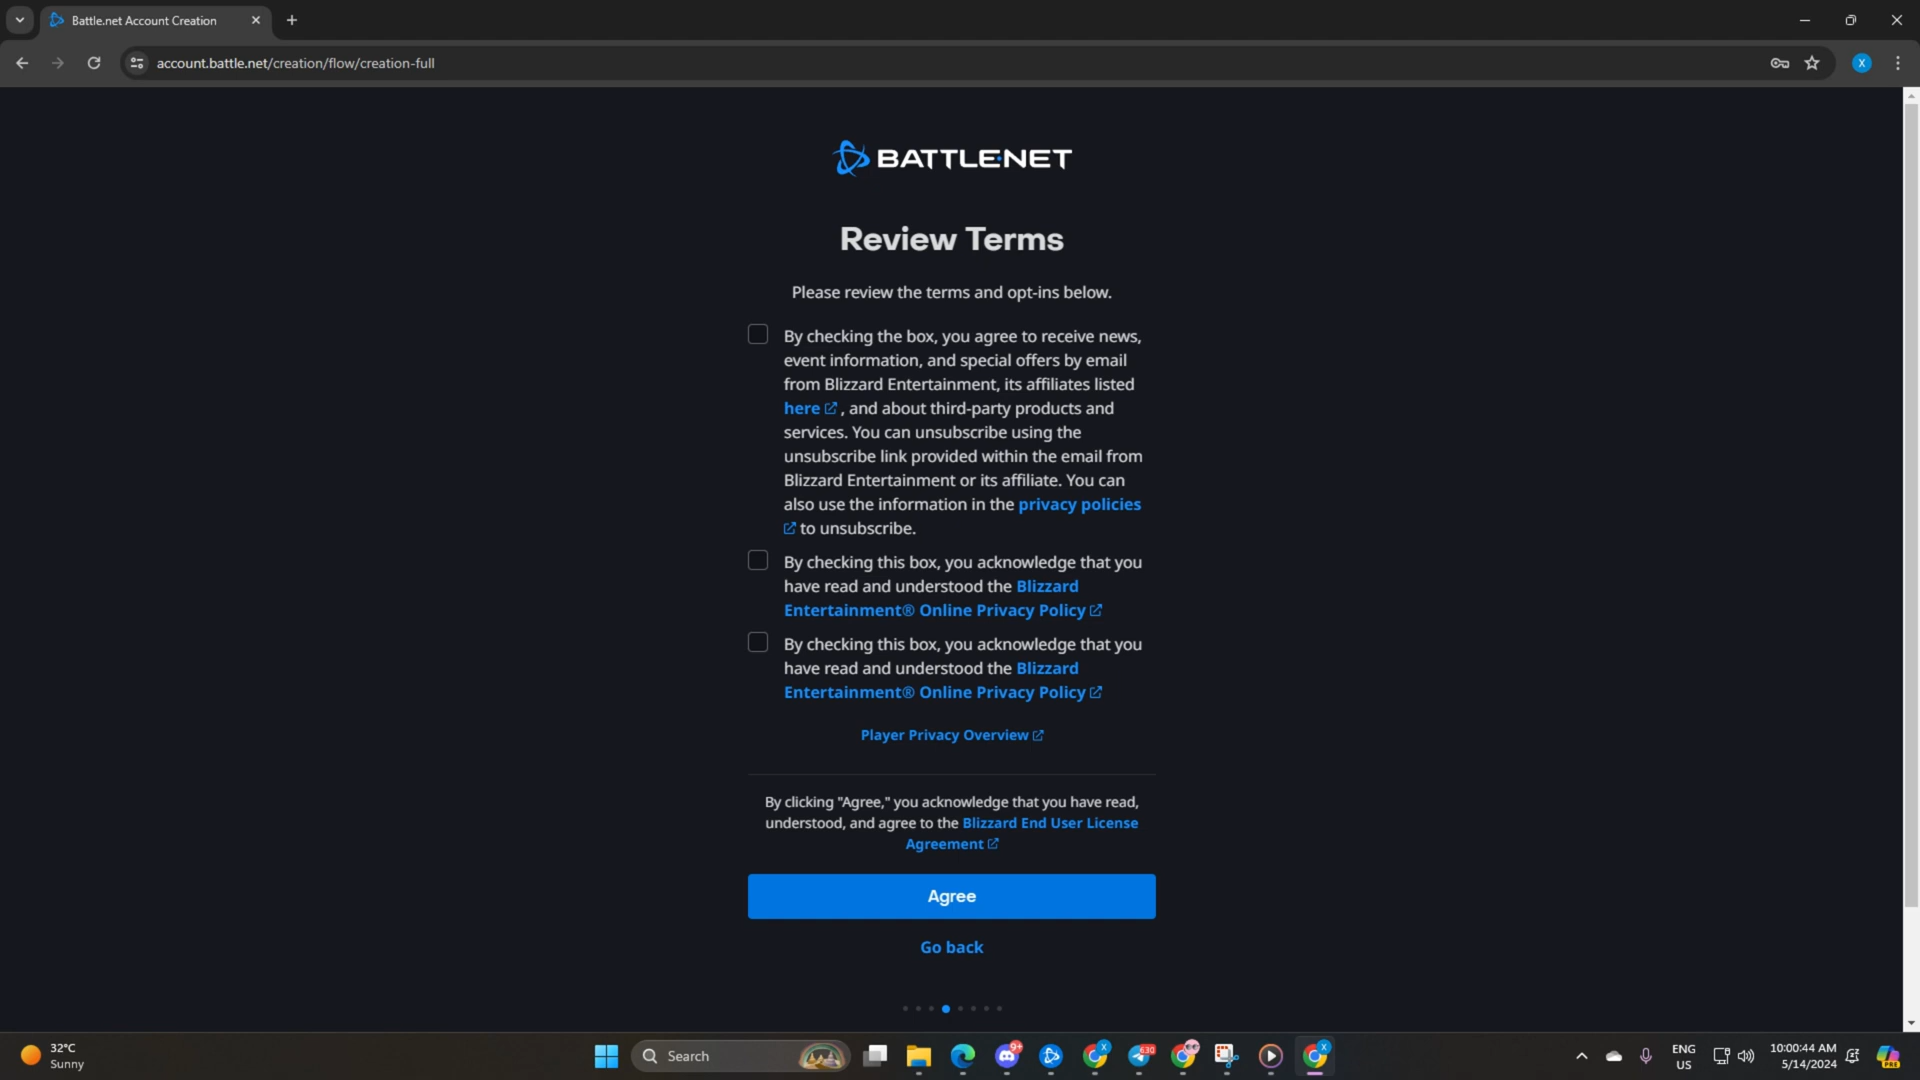 Battle.net Account Creation
account.battle.net/creation/flow/creation-full
X
BATTLE.NET
Review Terms
Please review the terms and opt-ins below.
By checking the box, you agree to receive news,
event information, and special offers by email
from Blizzard Entertainment, its affiliates listed
here , and about third-party products and
services. You can unsubscribe using the
unsubscribe link provided within the email from
Blizzard Entertainment or its affiliate. You can
also use the information in the privacy policies
to unsubscribe.
By checking this box, you acknowledge that you
have read and understood the Blizzard
Entertainment® Online Privacy Policy
By checking this box, you acknowledge that you
have read and understood the Blizzard
Entertainment® Online Privacy Policy
Player Privacy Overview
By clicking "Agree," you acknowledge that you have read,
understood, and agree to the Blizzard End User License
Agreement
Agree
Go back
32°C
Sunny
Search
9+
X
630
X
ENG
US
10:00:44 AM
5/14/2024
PRE